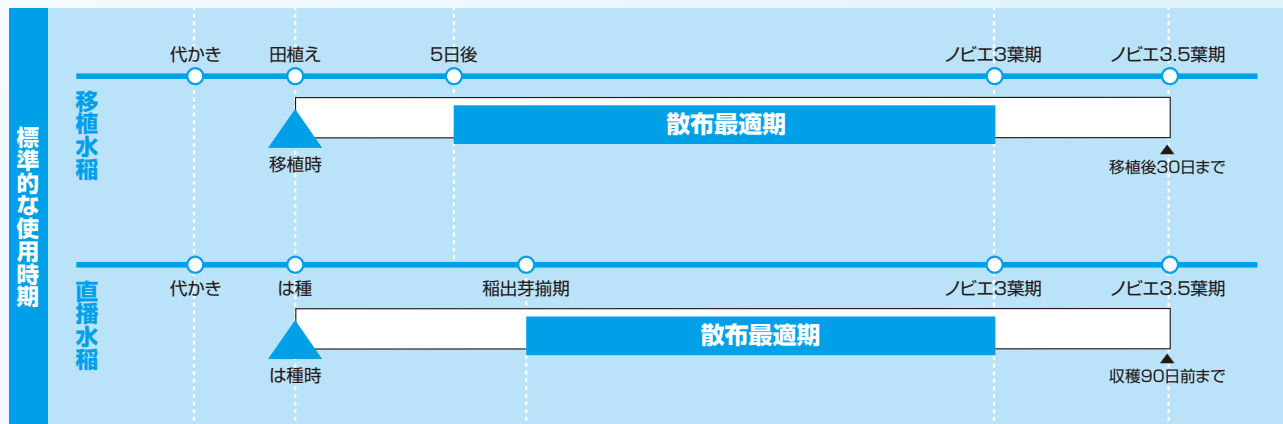 標準的な使用時期
移植水稲
代かき
田植え
5日後
ノビエ3葉期
ノビエ3.5葉期
散布最適期
移植時
▲
移植後30日まで
直播水稲
代かき
は種
稲出芽揃期
ノビエ3葉期
ノビエ3.5葉期
散布最適期
は種時
▲
収穫90日前まで